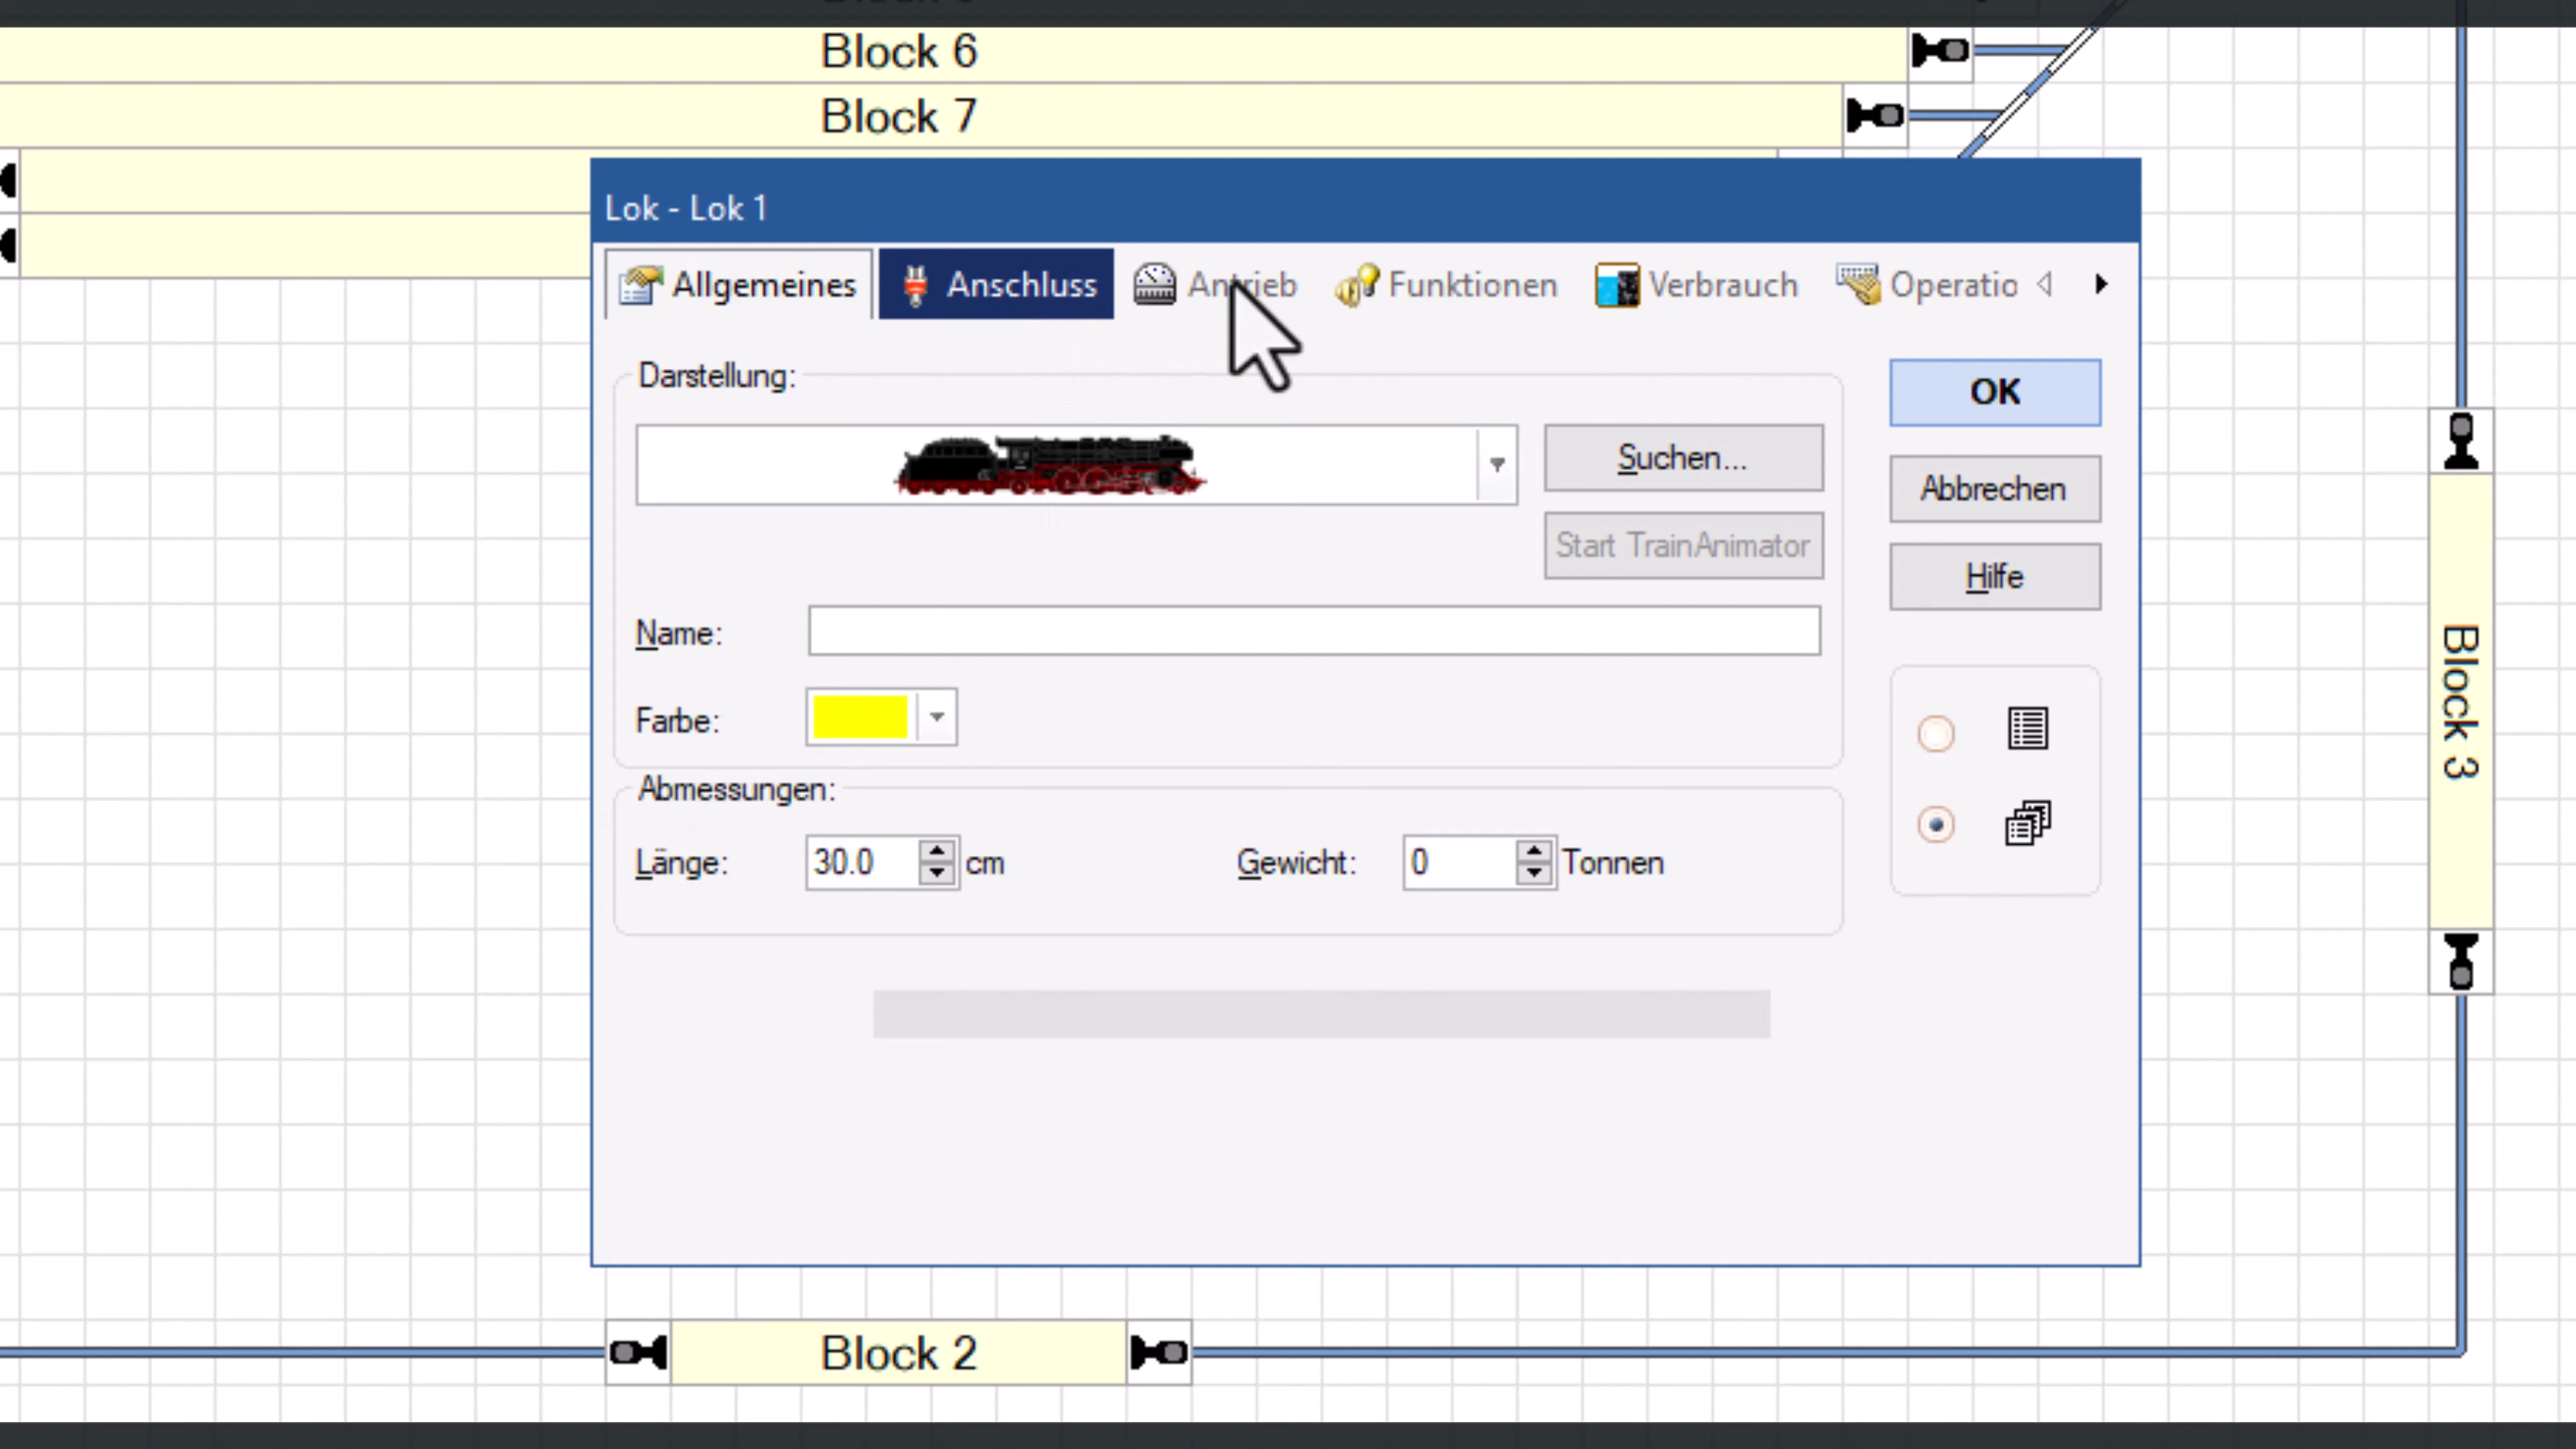 Block 6
Block 7
Lok - Lok 1
Allgemeines
Anschluss
Antrieb
Funktionen
Verbrauch
Operatio
Darstellung:
Suchen...
Start TrainAnimator
OK
Abbrechen
Hilfe
Name:
Farbe:
Abmessungen:
Länge: 30.0 cm
Gewicht: 0 Tonnen
Block 3
Block 2